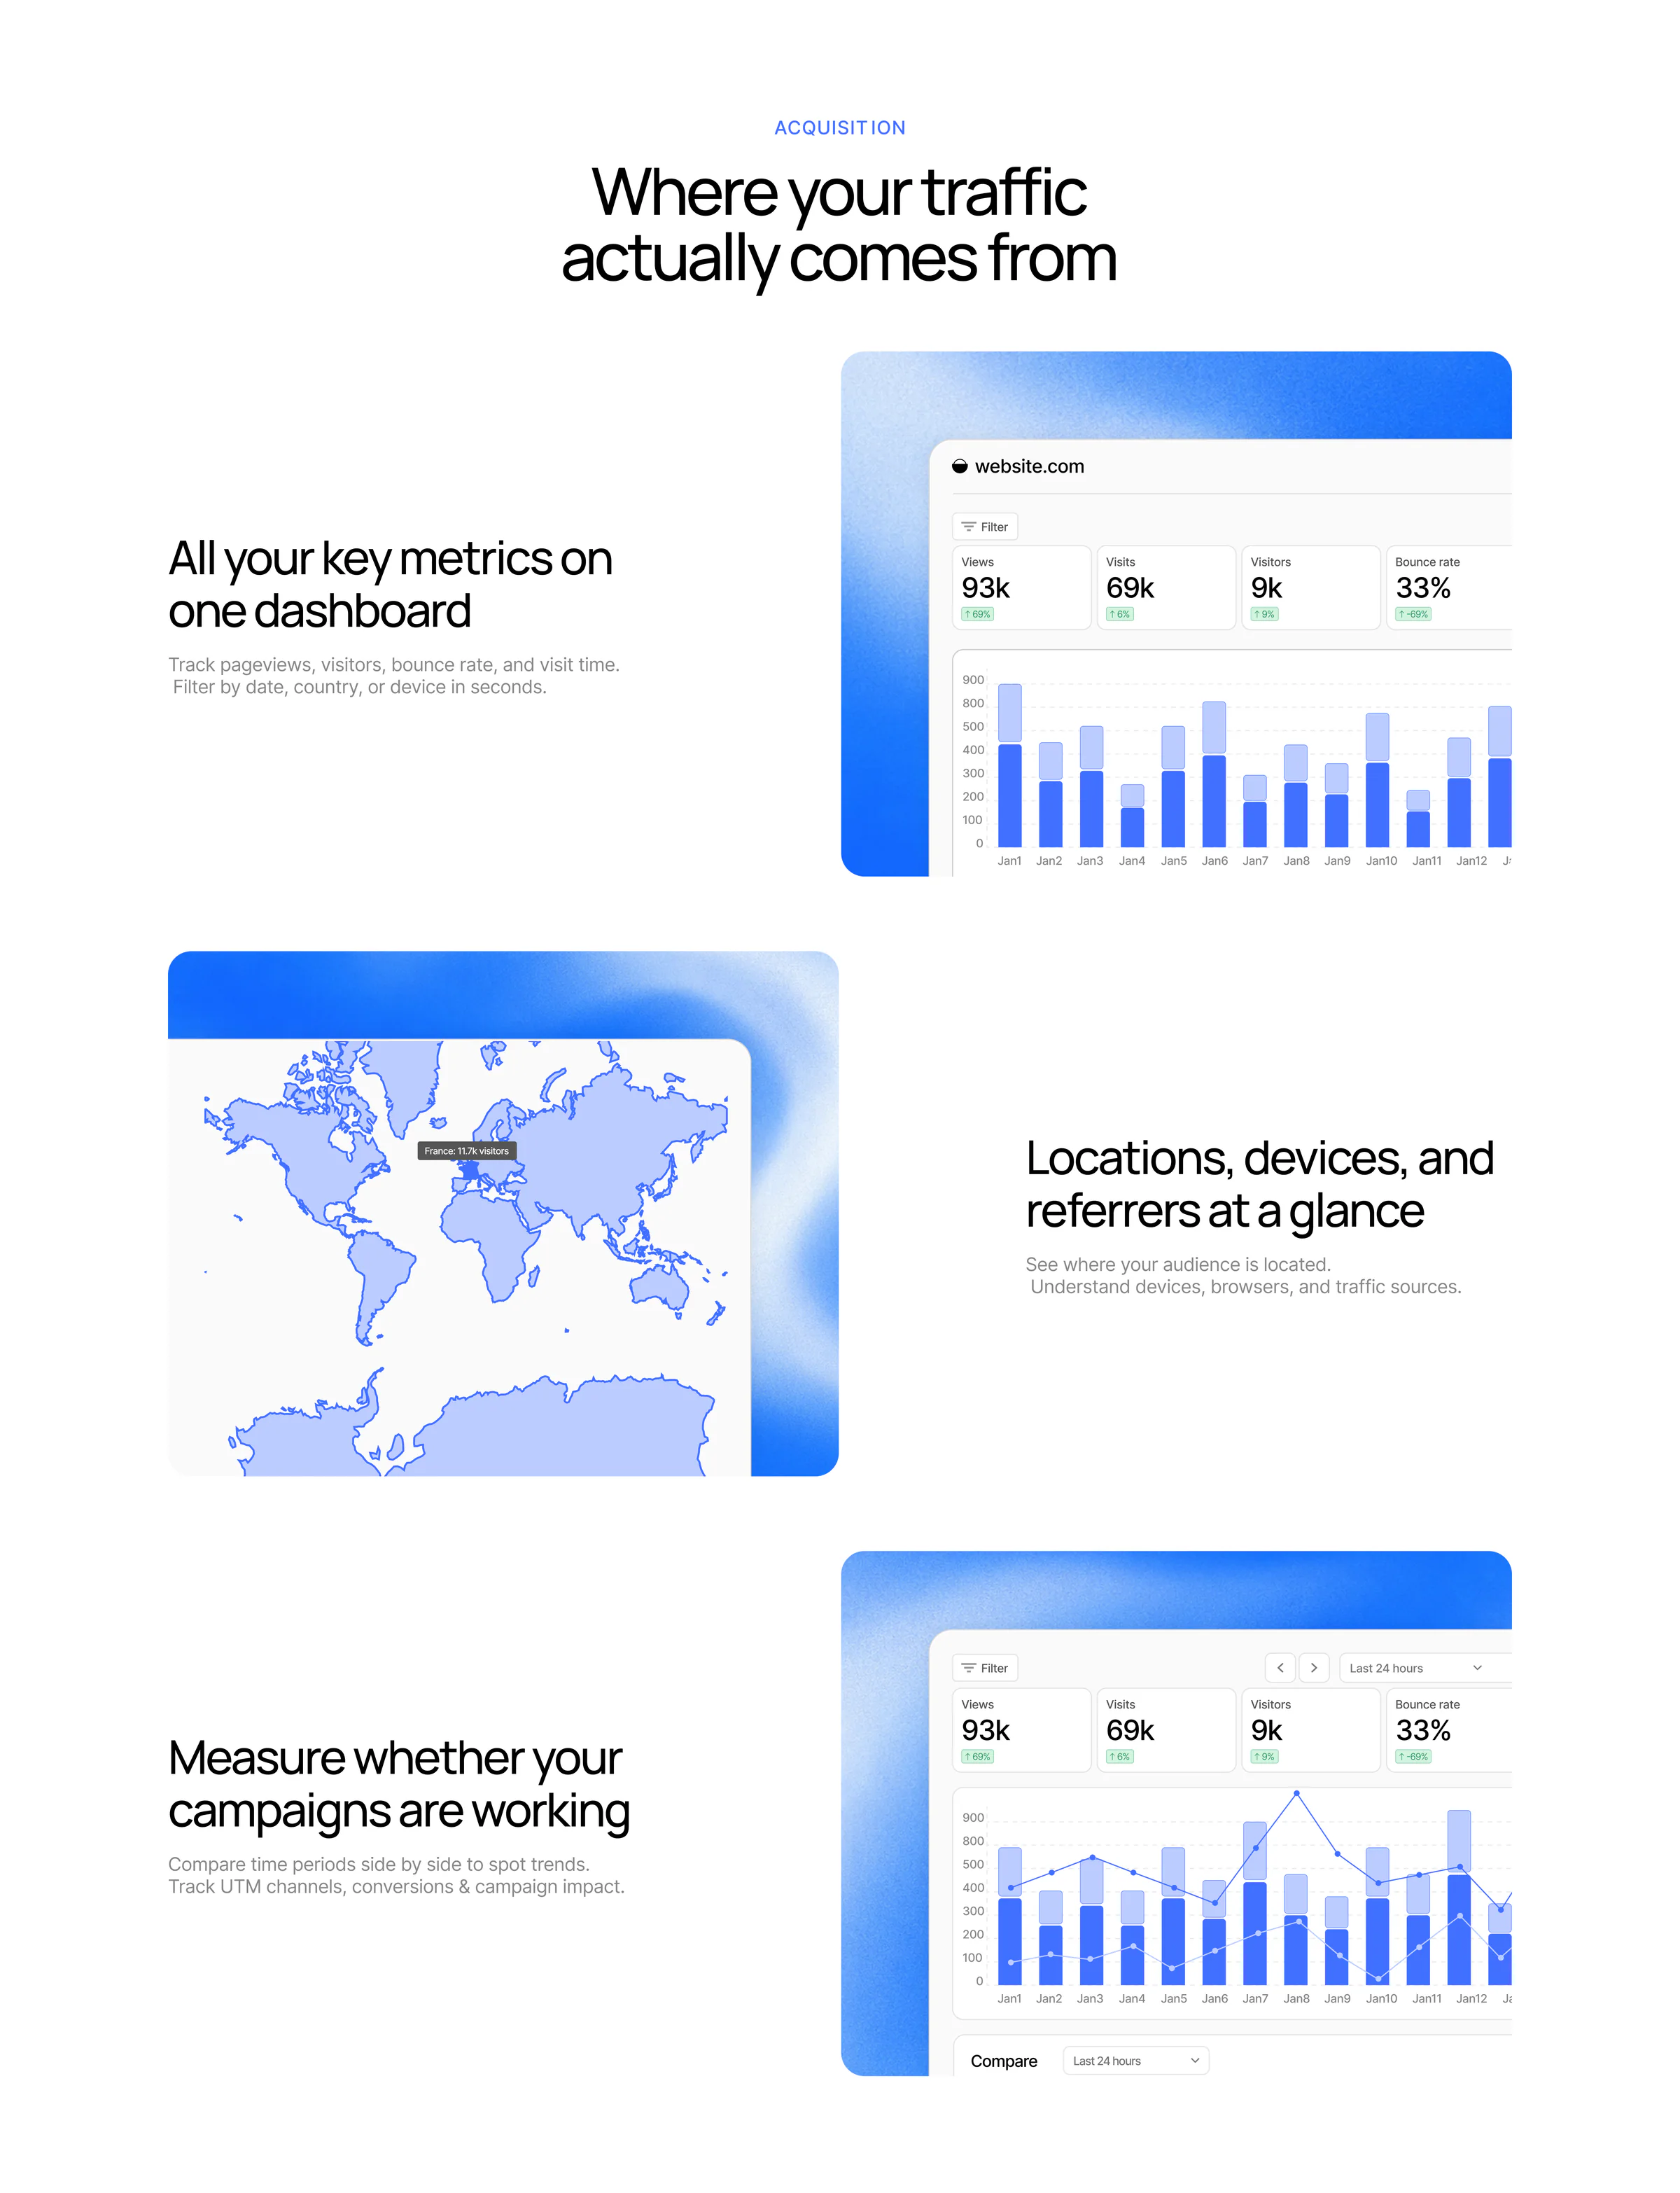 ACQUISITION
Where your traffic
actually comes from
All your key metrics on
one dashboard
Track pageviews, visitors, bounce rate, and visit time.
Filter by date, country, or device in seconds.
website.com
Filter
Views Visits Visitors Bounce rate
93k 69k 9k 33%
↑ 69% ↑ 6% ↑ 9% ↑ -69%
900
800
500
400
300
200
100
0
Jan1 Jan2 Jan3 Jan4 Jan5 Jan6 Jan7 Jan8 Jan9 Jan10 Jan11 Jan12
France: 11.7k visitors
Locations, devices, and
referrers at a glance
See where your audience is located.
Understand devices, browsers, and traffic sources.
Measure whether your
campaigns are working
Compare time periods side by side to spot trends.
Track UTM channels, conversions & campaign impact.
Filter Last 24 hours
Views Visits Visitors Bounce rate
93k 69k 9k 33%
↑ 69% ↑ 6% ↑ 9% ↑ -69%
900
800
500
400
300
200
100
0
Jan1 Jan2 Jan3 Jan4 Jan5 Jan6 Jan7 Jan8 Jan9 Jan10 Jan11 Jan12
Compare Last 24 hours